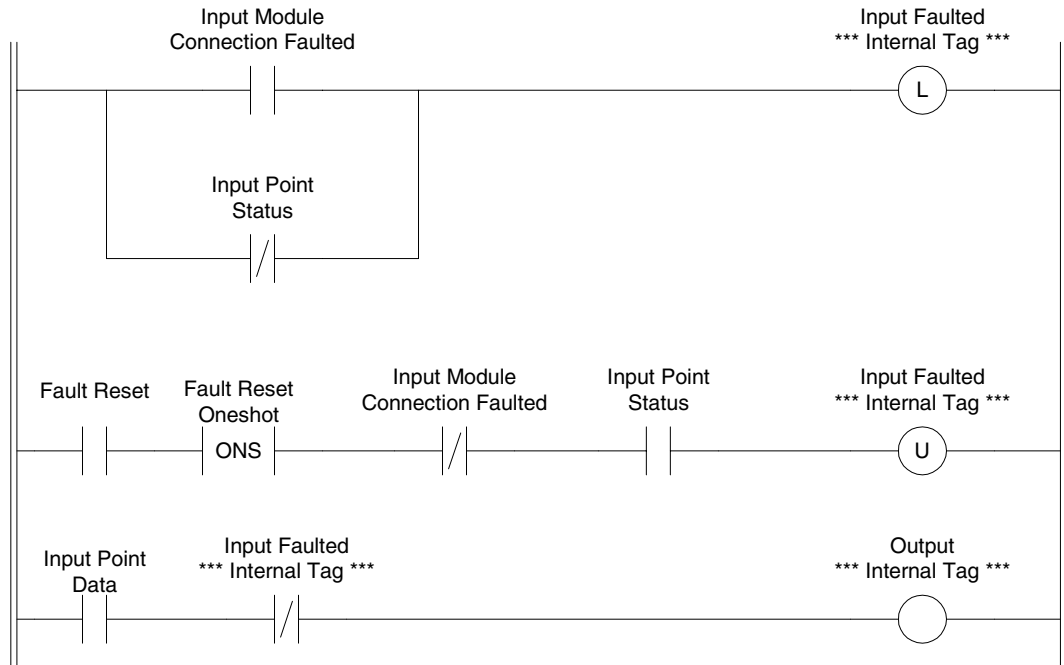 Input Module
Connection Faulted
Input Faulted
*** Internal Tag ***
L
Input Point
Status
Fault Reset
Fault Reset
Oneshot
ONS
Input Module
Connection Faulted
Input Point
Status
Input Faulted
*** Internal Tag ***
U
Input Point
Data
Input Faulted
*** Internal Tag ***
Output
*** Internal Tag ***